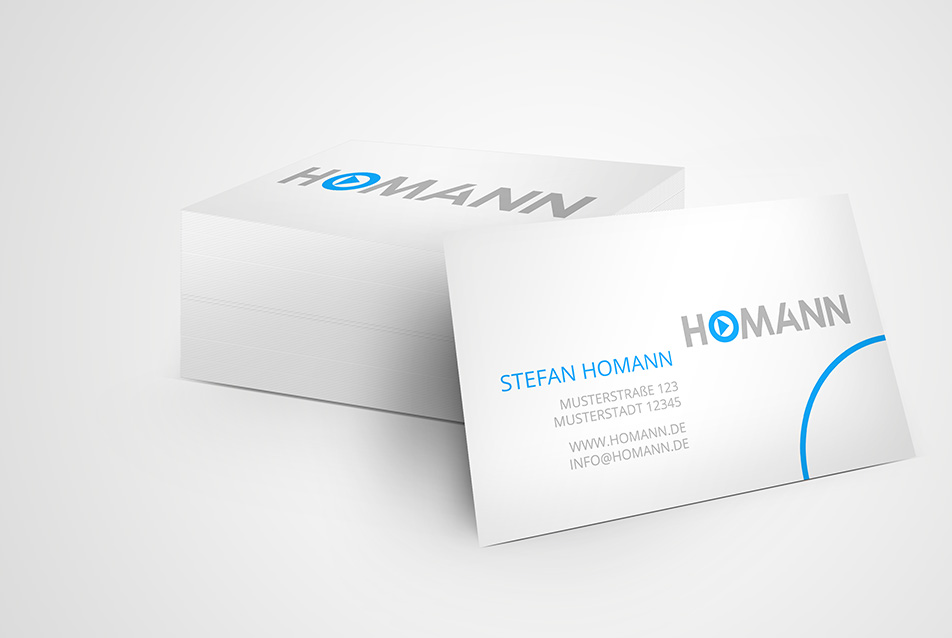 HOMANN
HOMANN
STEFAN HOMANN
MUSTERSTRAßE 123
MUSTERSTADT 12345
WWW.HOMANN.DE
INFO@HOMANN.DE